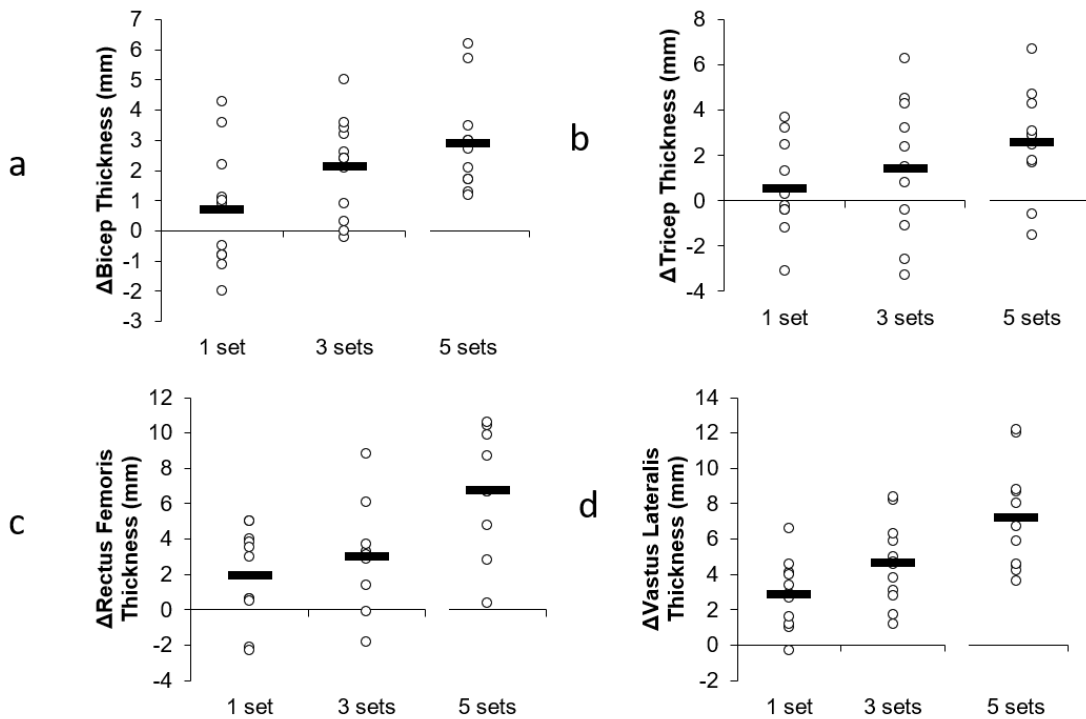 a
ΔBicep Thickness (mm)
7
6
5
4
3
2
1
0
-1
-2
-3
1 set
3 sets
5 sets
b
ΔTricep Thickness (mm)
8
6
4
2
0
-2
-4
1 set
3 sets
5 sets
c
ΔRectus Femoris
Thickness (mm)
12
10
8
6
4
2
0
-2
-4
1 set
3 sets
5 sets
d
ΔVastus Lateralis
Thickness (mm)
14
12
10
8
6
4
2
0
-2
1 set
3 sets
5 sets